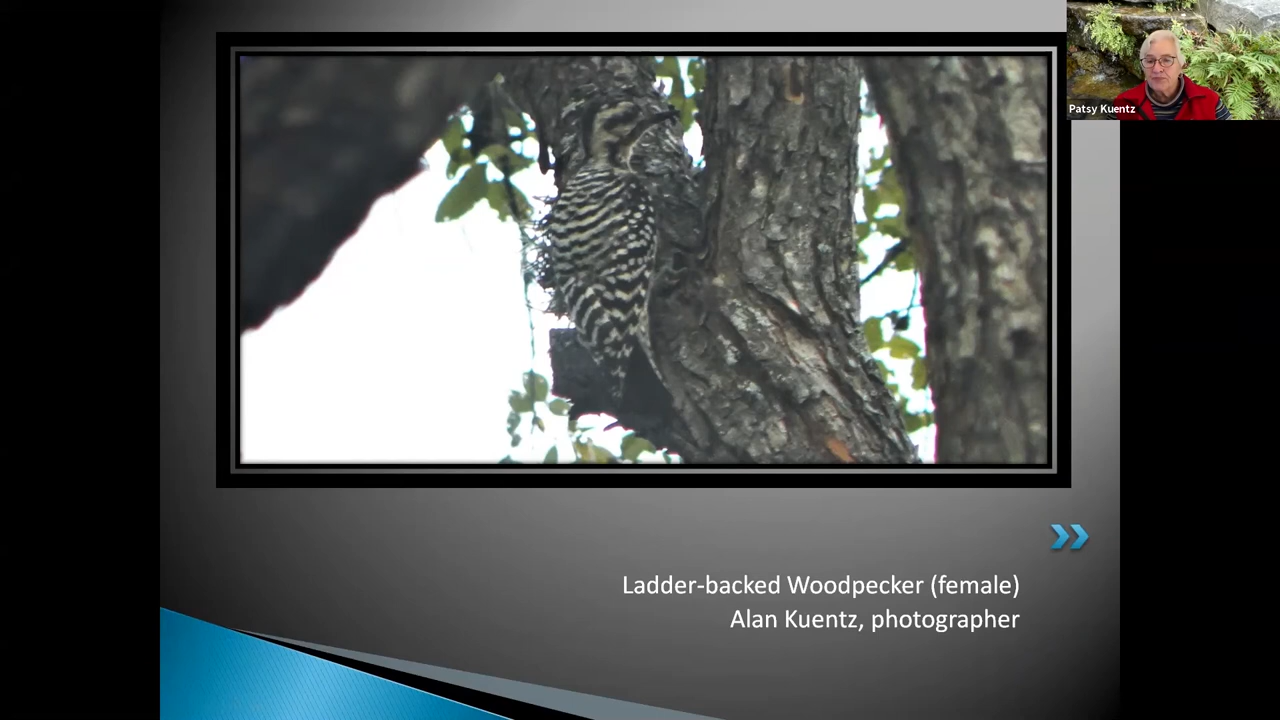 Patsy Kuentz
Ladder-backed Woodpecker (female)
Alan Kuentz, photographer